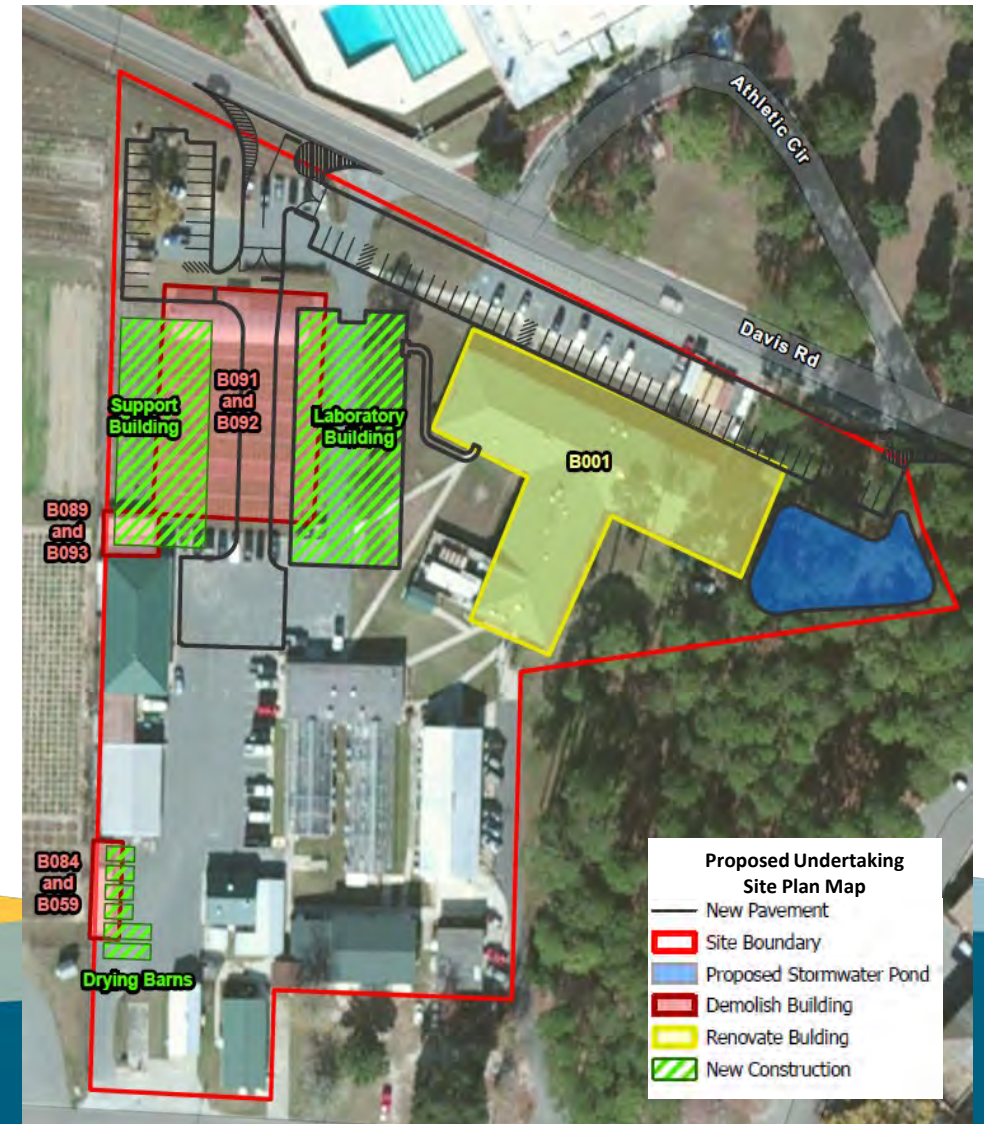 Athletic Cir
Davis Rd
B091
and
B092
Support
Building
Laboratory
Building
B001
B089
and
B093
B084
and
B059
Drying Barns
Proposed Undertaking
Site Plan Map
New Pavement
Site Boundary
Proposed Stormwater Pond
Demolish Building
Renovate Bulding
New Construction